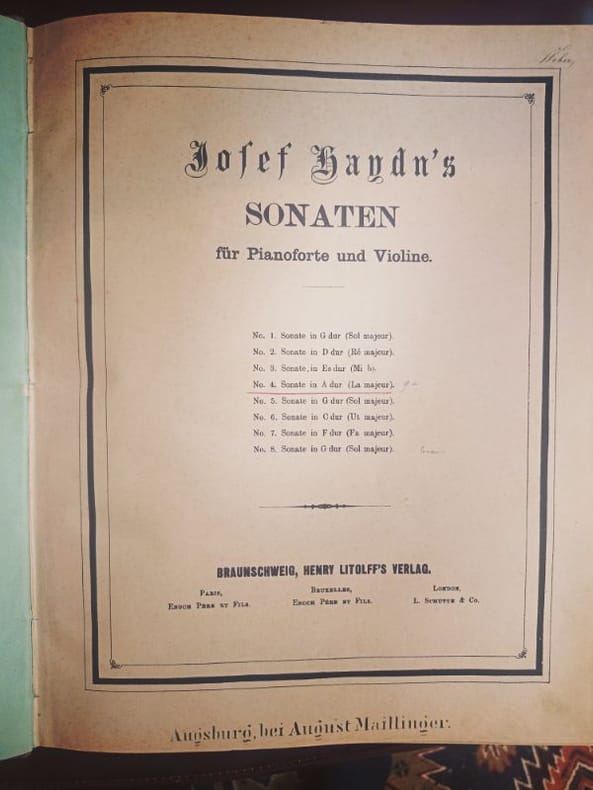 Weber
Josef Haydn's
SONATEN
für Pianoforte und Violine.
No. 1. Sonate in G dur (Sol majeur).
No. 2. Sonate in D dur (Ré majeur).
No. 3. Sonate, in Es dur (Mi b).
No. 4. Sonate in A dur (La majeur).
No. 5. Sonate in G dur (Sol majeur).
No. 6. Sonate in C dur (Ut majeur).
No. 7. Sonate in F dur (Fa majeur).
No. 8. Sonate in G dur (Sol majeur).
BRAUNSCHWEIG, HENRY LITOLFF'S VERLAG.
PARIS, BRUXELLES, LONDON,
ENOCH PÈRE ET FILS. ENOCH PÈRE ET FILS. L. SCHUTTE & Co.
Augsburg, bei August Maillinger.